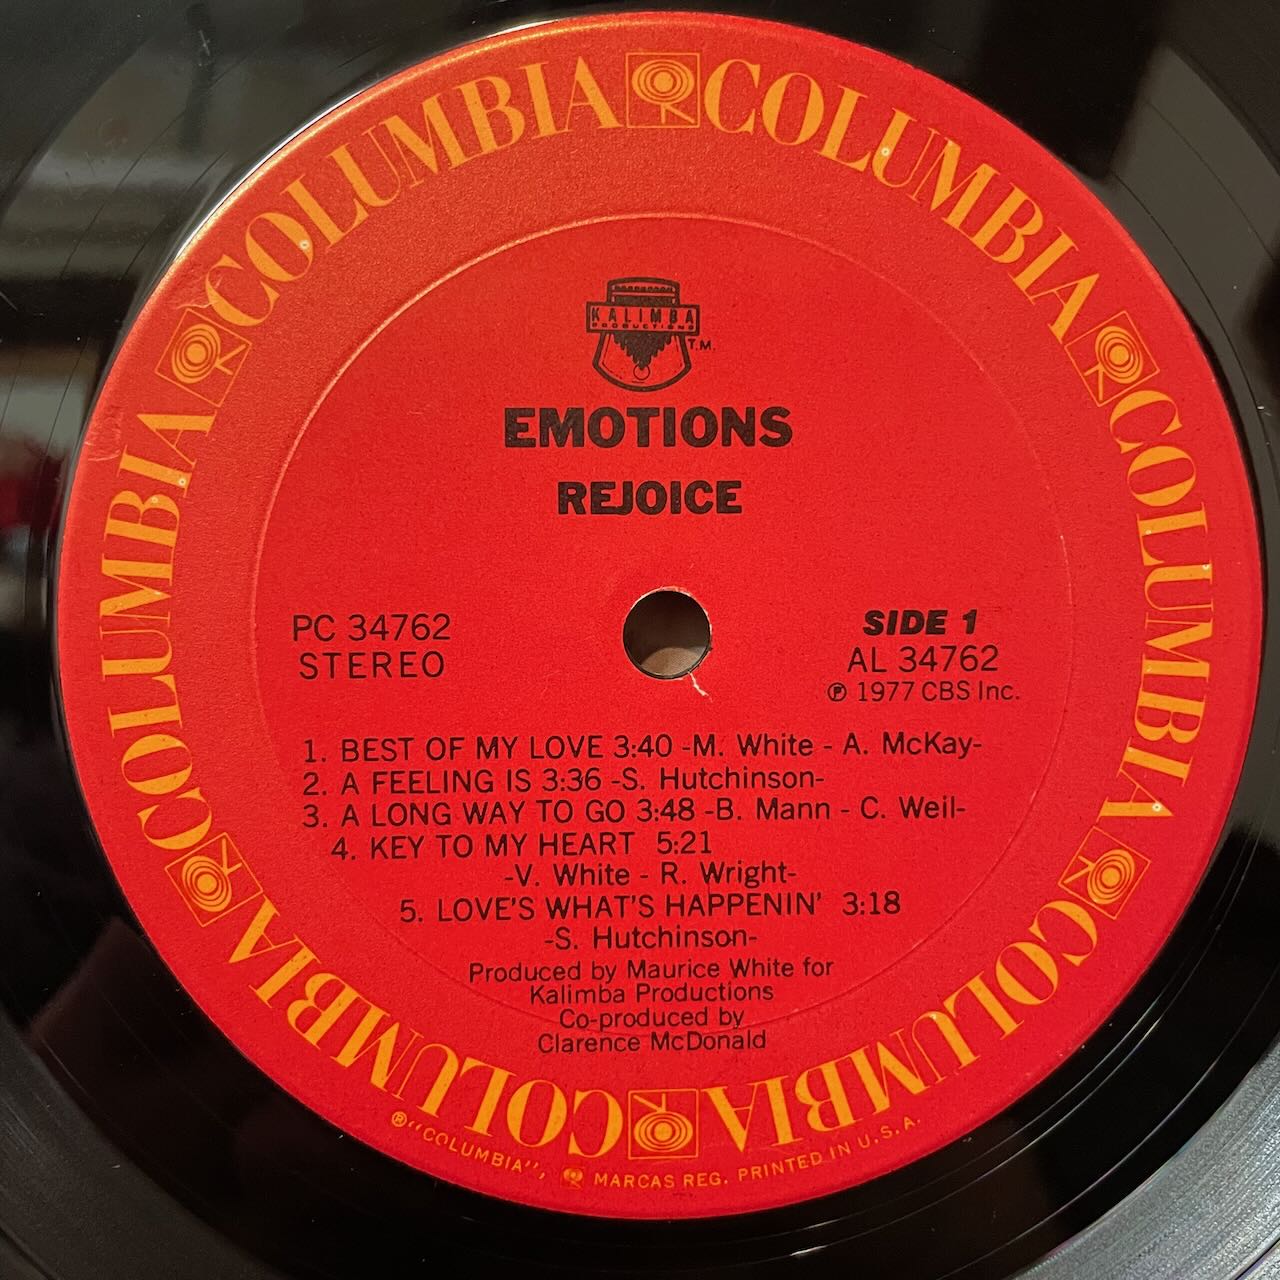 COLUMBIA COLUMBIA COLUMBIA COLUMBIA COLUMBIA COLUMBIA
KALIMBA
PRODUCTIONS
T.M.
EMOTIONS
REJOICE
PC 34762
STEREO
SIDE 1
AL 34762
℗ 1977 CBS Inc.
1. BEST OF MY LOVE 3:40 -M. White - A. McKay-
2. A FEELING IS 3:36 -S. Hutchinson-
3. A LONG WAY TO GO 3:48 -B. Mann - C. Weil-
4. KEY TO MY HEART 5:21
-V. White - R. Wright-
5. LOVE'S WHAT'S HAPPENIN' 3:18
-S. Hutchinson-
Produced by Maurice White for
Kalimba Productions
Co-produced by
Clarence McDonald
®"COLUMBIA", MARCAS REG. PRINTED IN U.S.A.